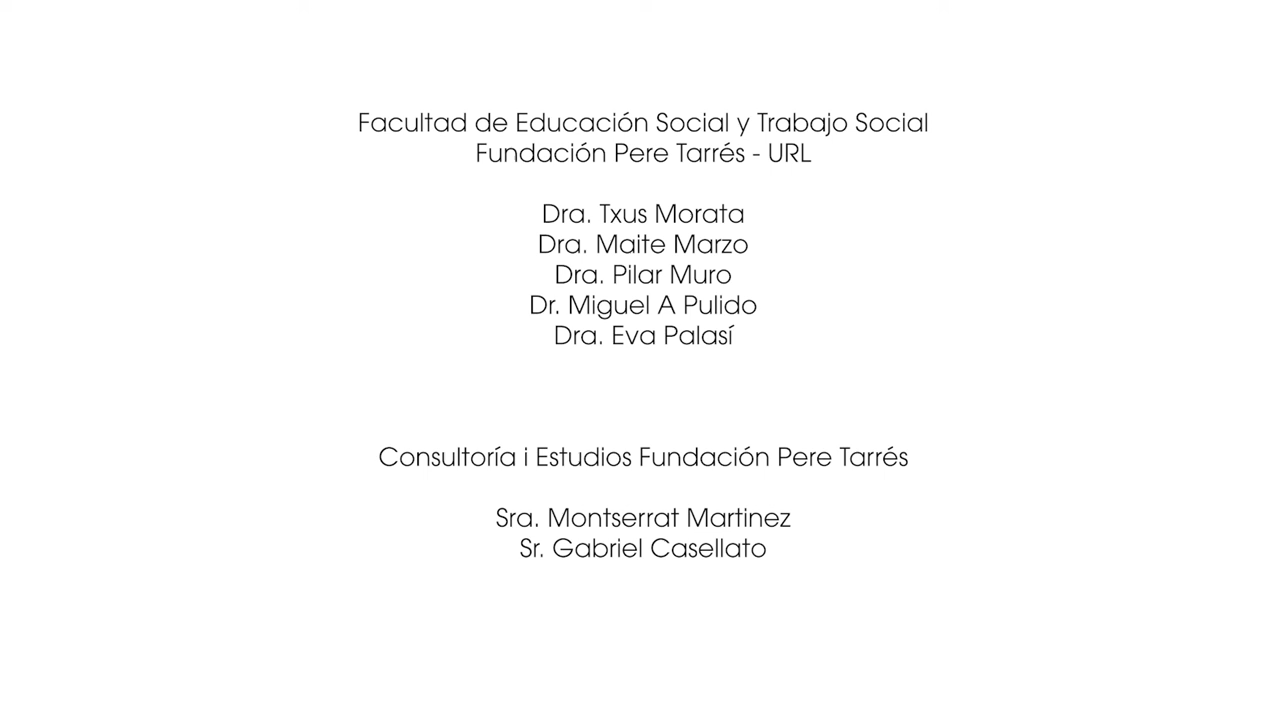 Facultad de Educación Social y Trabajo Social
Fundación Pere Tarrés - URL
Dra. Txus Morata
Dra. Maite Marzo
Dra. Pilar Muro
Dr. Miguel A Pulido
Dra. Eva Palasí
Consultoría i Estudios Fundación Pere Tarrés
Sra. Montserrat Martinez
Sr. Gabriel Casellato